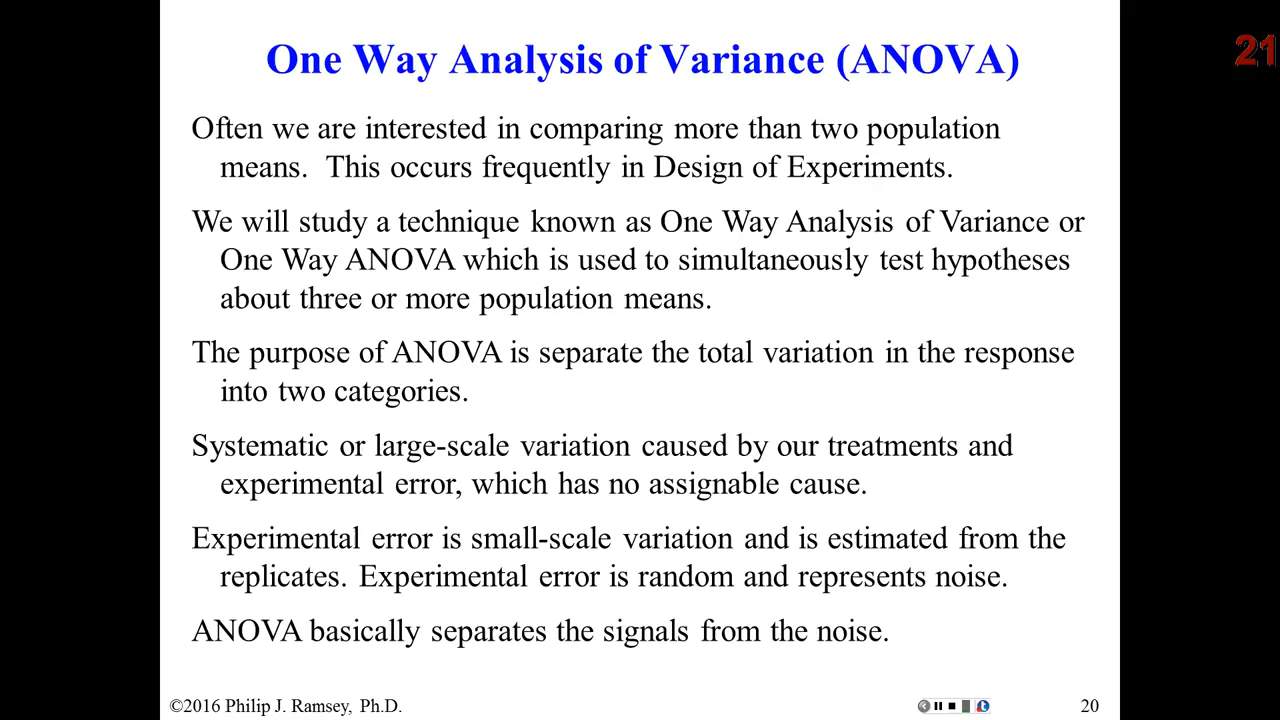 One Way Analysis of Variance (ANOVA)
21
Often we are interested in comparing more than two population
means.  This occurs frequently in Design of Experiments.
We will study a technique known as One Way Analysis of Variance or
One Way ANOVA which is used to simultaneously test hypotheses
about three or more population means.
The purpose of ANOVA is separate the total variation in the response
into two categories.
Systematic or large-scale variation caused by our treatments and
experimental error, which has no assignable cause.
Experimental error is small-scale variation and is estimated from the
replicates. Experimental error is random and represents noise.
ANOVA basically separates the signals from the noise.
©2016 Philip J. Ramsey, Ph.D.
20